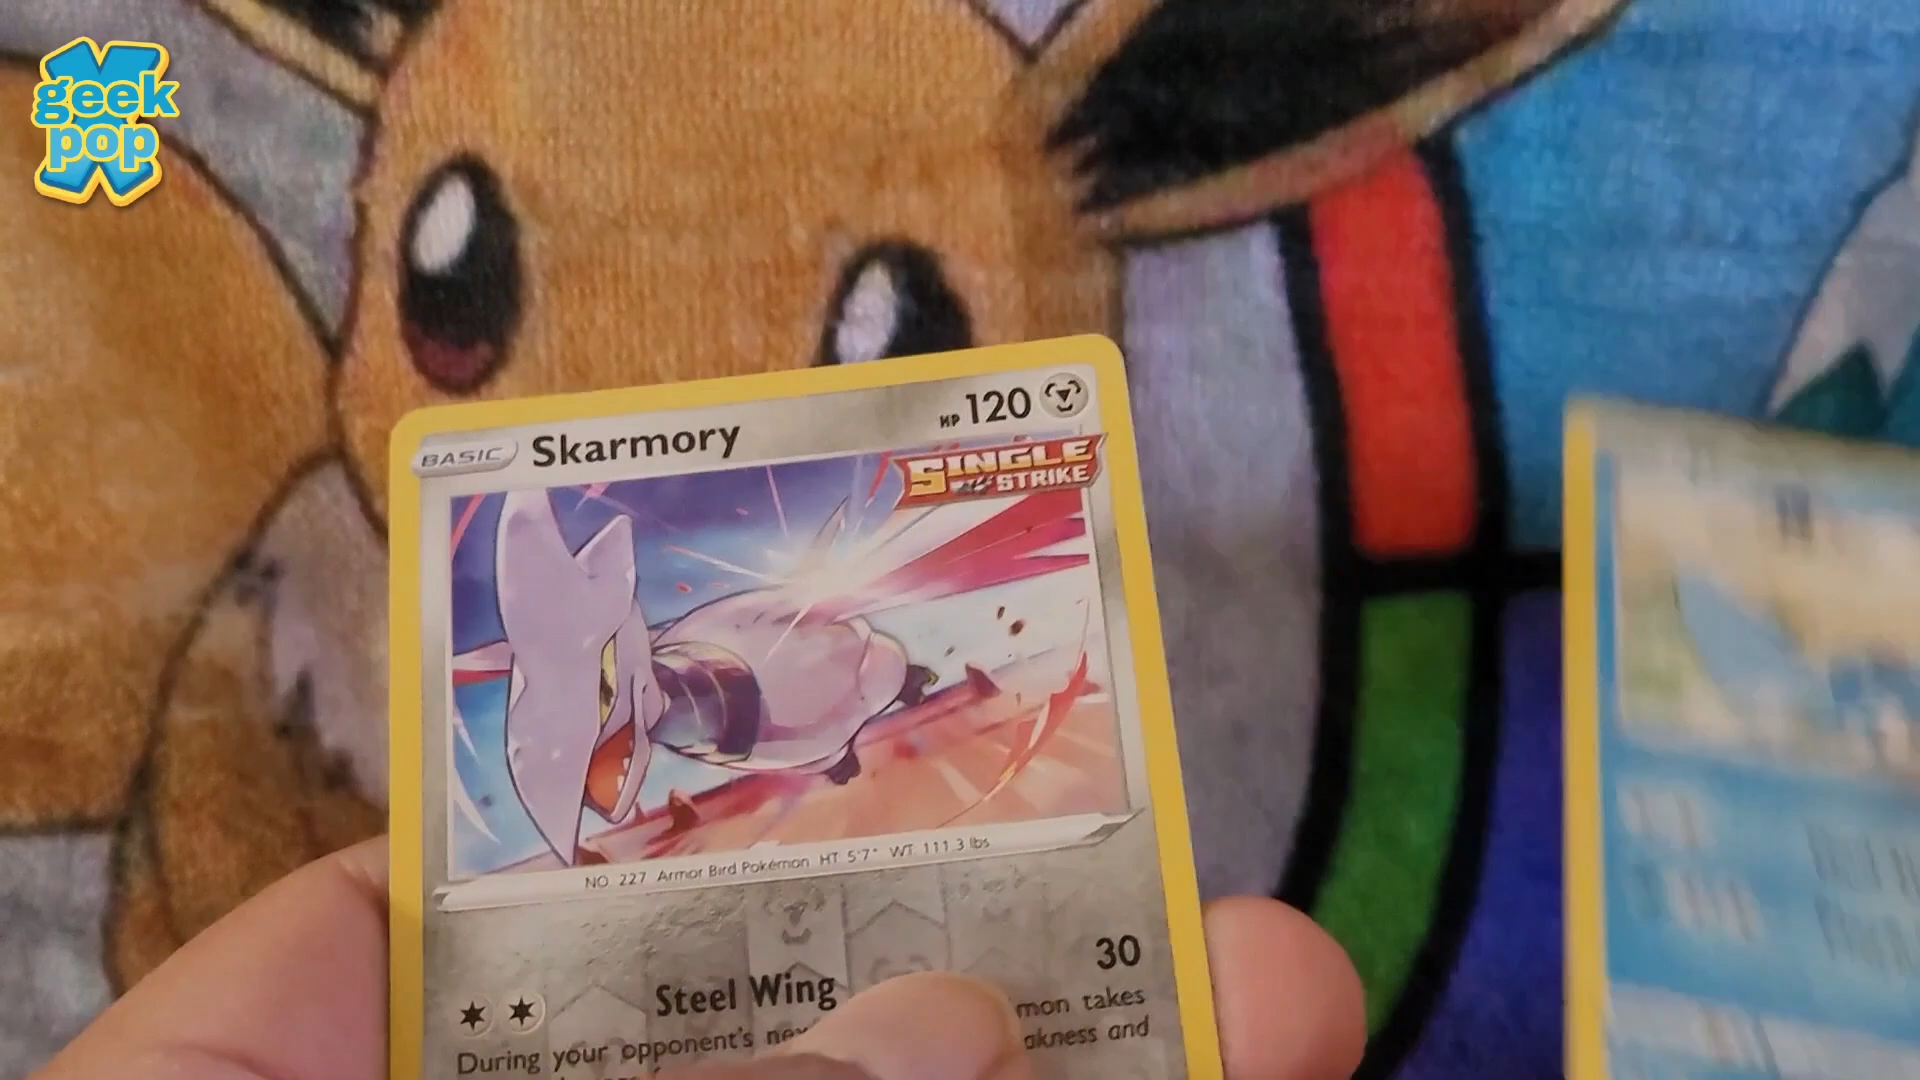 geek
pop
BASIC Skarmory HP 120
SINGLE
STRIKE
NO. 227 Armor Bird Pokémon HT 5'7" WT 111.3 lbs
Steel Wing 30
During your opponent's mon takes
and